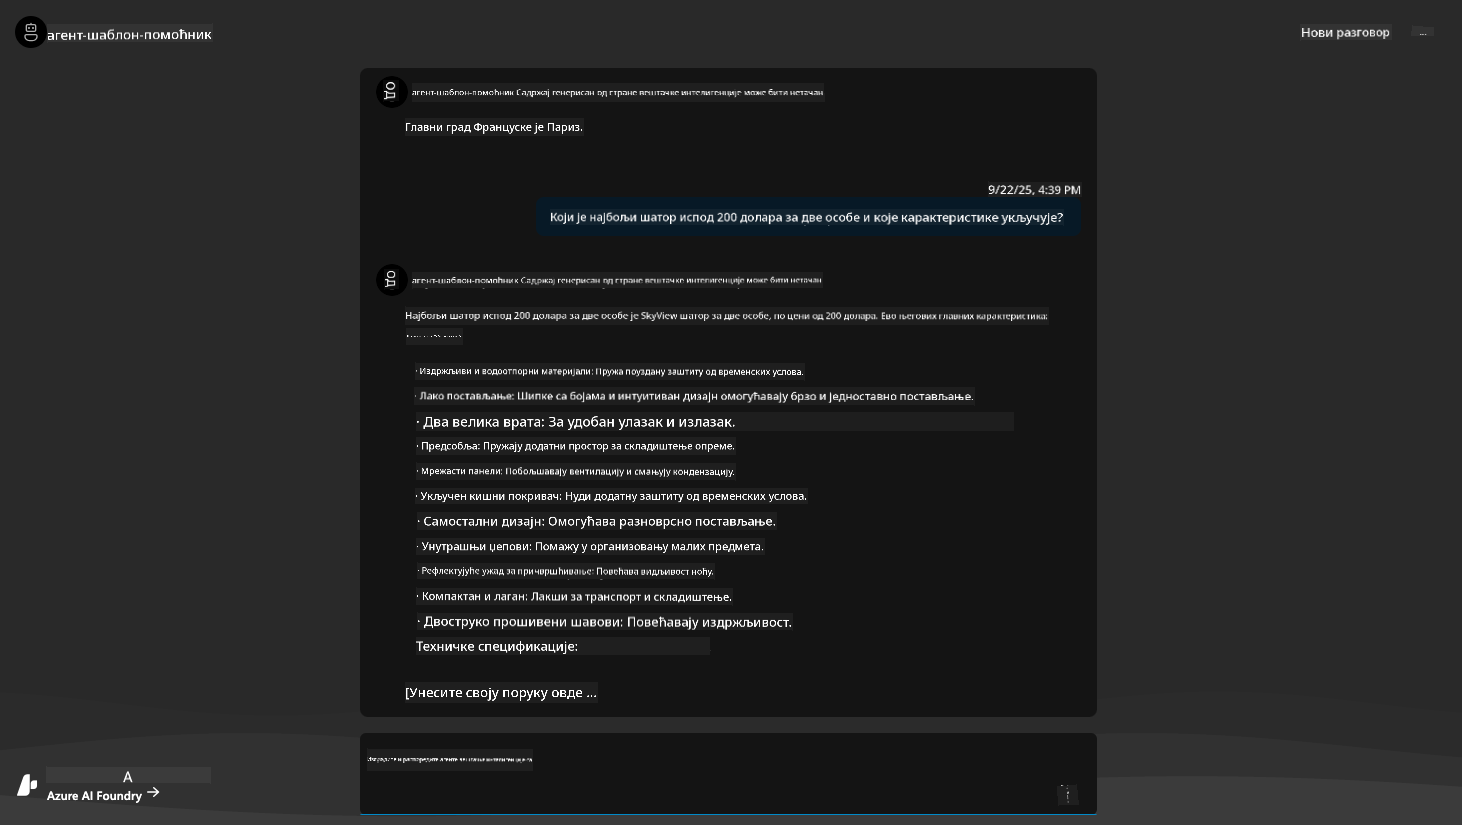 агент-шаблон-помоћник
Нови разговор
...
агент-шаблон-помоћник Садржај генерисан од стране вештачке интелигенције може бити нетачан
Главни град Француске је Париз.
9/22/25, 4:39 PM
Који је најбољи шатор испод 200 долара за две особе и које карактеристике укључује?
агент-шаблон-помоћник Садржај генерисан од стране вештачке интелигенције може бити нетачан
Најбољи шатор испод 200 долара за две особе је SkyView шатор за две особе, по цени од 200 долара. Ево његових главних карактеристика:
· Издржљиви и водоотпорни материјали: Пружа поуздану заштиту од временских услова.
· Лако постављање: Шипке са бојама и интуитиван дизајн омогућавају брзо и једноставно постављање.
· Два велика врата: За удобан улазак и излазак.
· Предсобља: Пружају додатни простор за складиштење опреме.
· Мрежасти панели: Побољшавају вентилацију и смањују кондензацију.
· Укључен кишни покривач: Нуди додатну заштиту од временских услова.
· Самостални дизајн: Омогућава разноврсно постављање.
· Унутрашњи џепови: Помажу у организовању малих предмета.
· Рефлектујуће ужад за причвршћивање: Повећава видљивост ноћу.
· Компактан и лаган: Лакши за транспорт и складиштење.
· Двоструко прошивени шавови: Повећавају издржљивост.
Техничке спецификације:
[Унесите своју поруку овде ...
Изградите и распоредите агенте вештачке интелигенције са
А
Azure AI Foundry